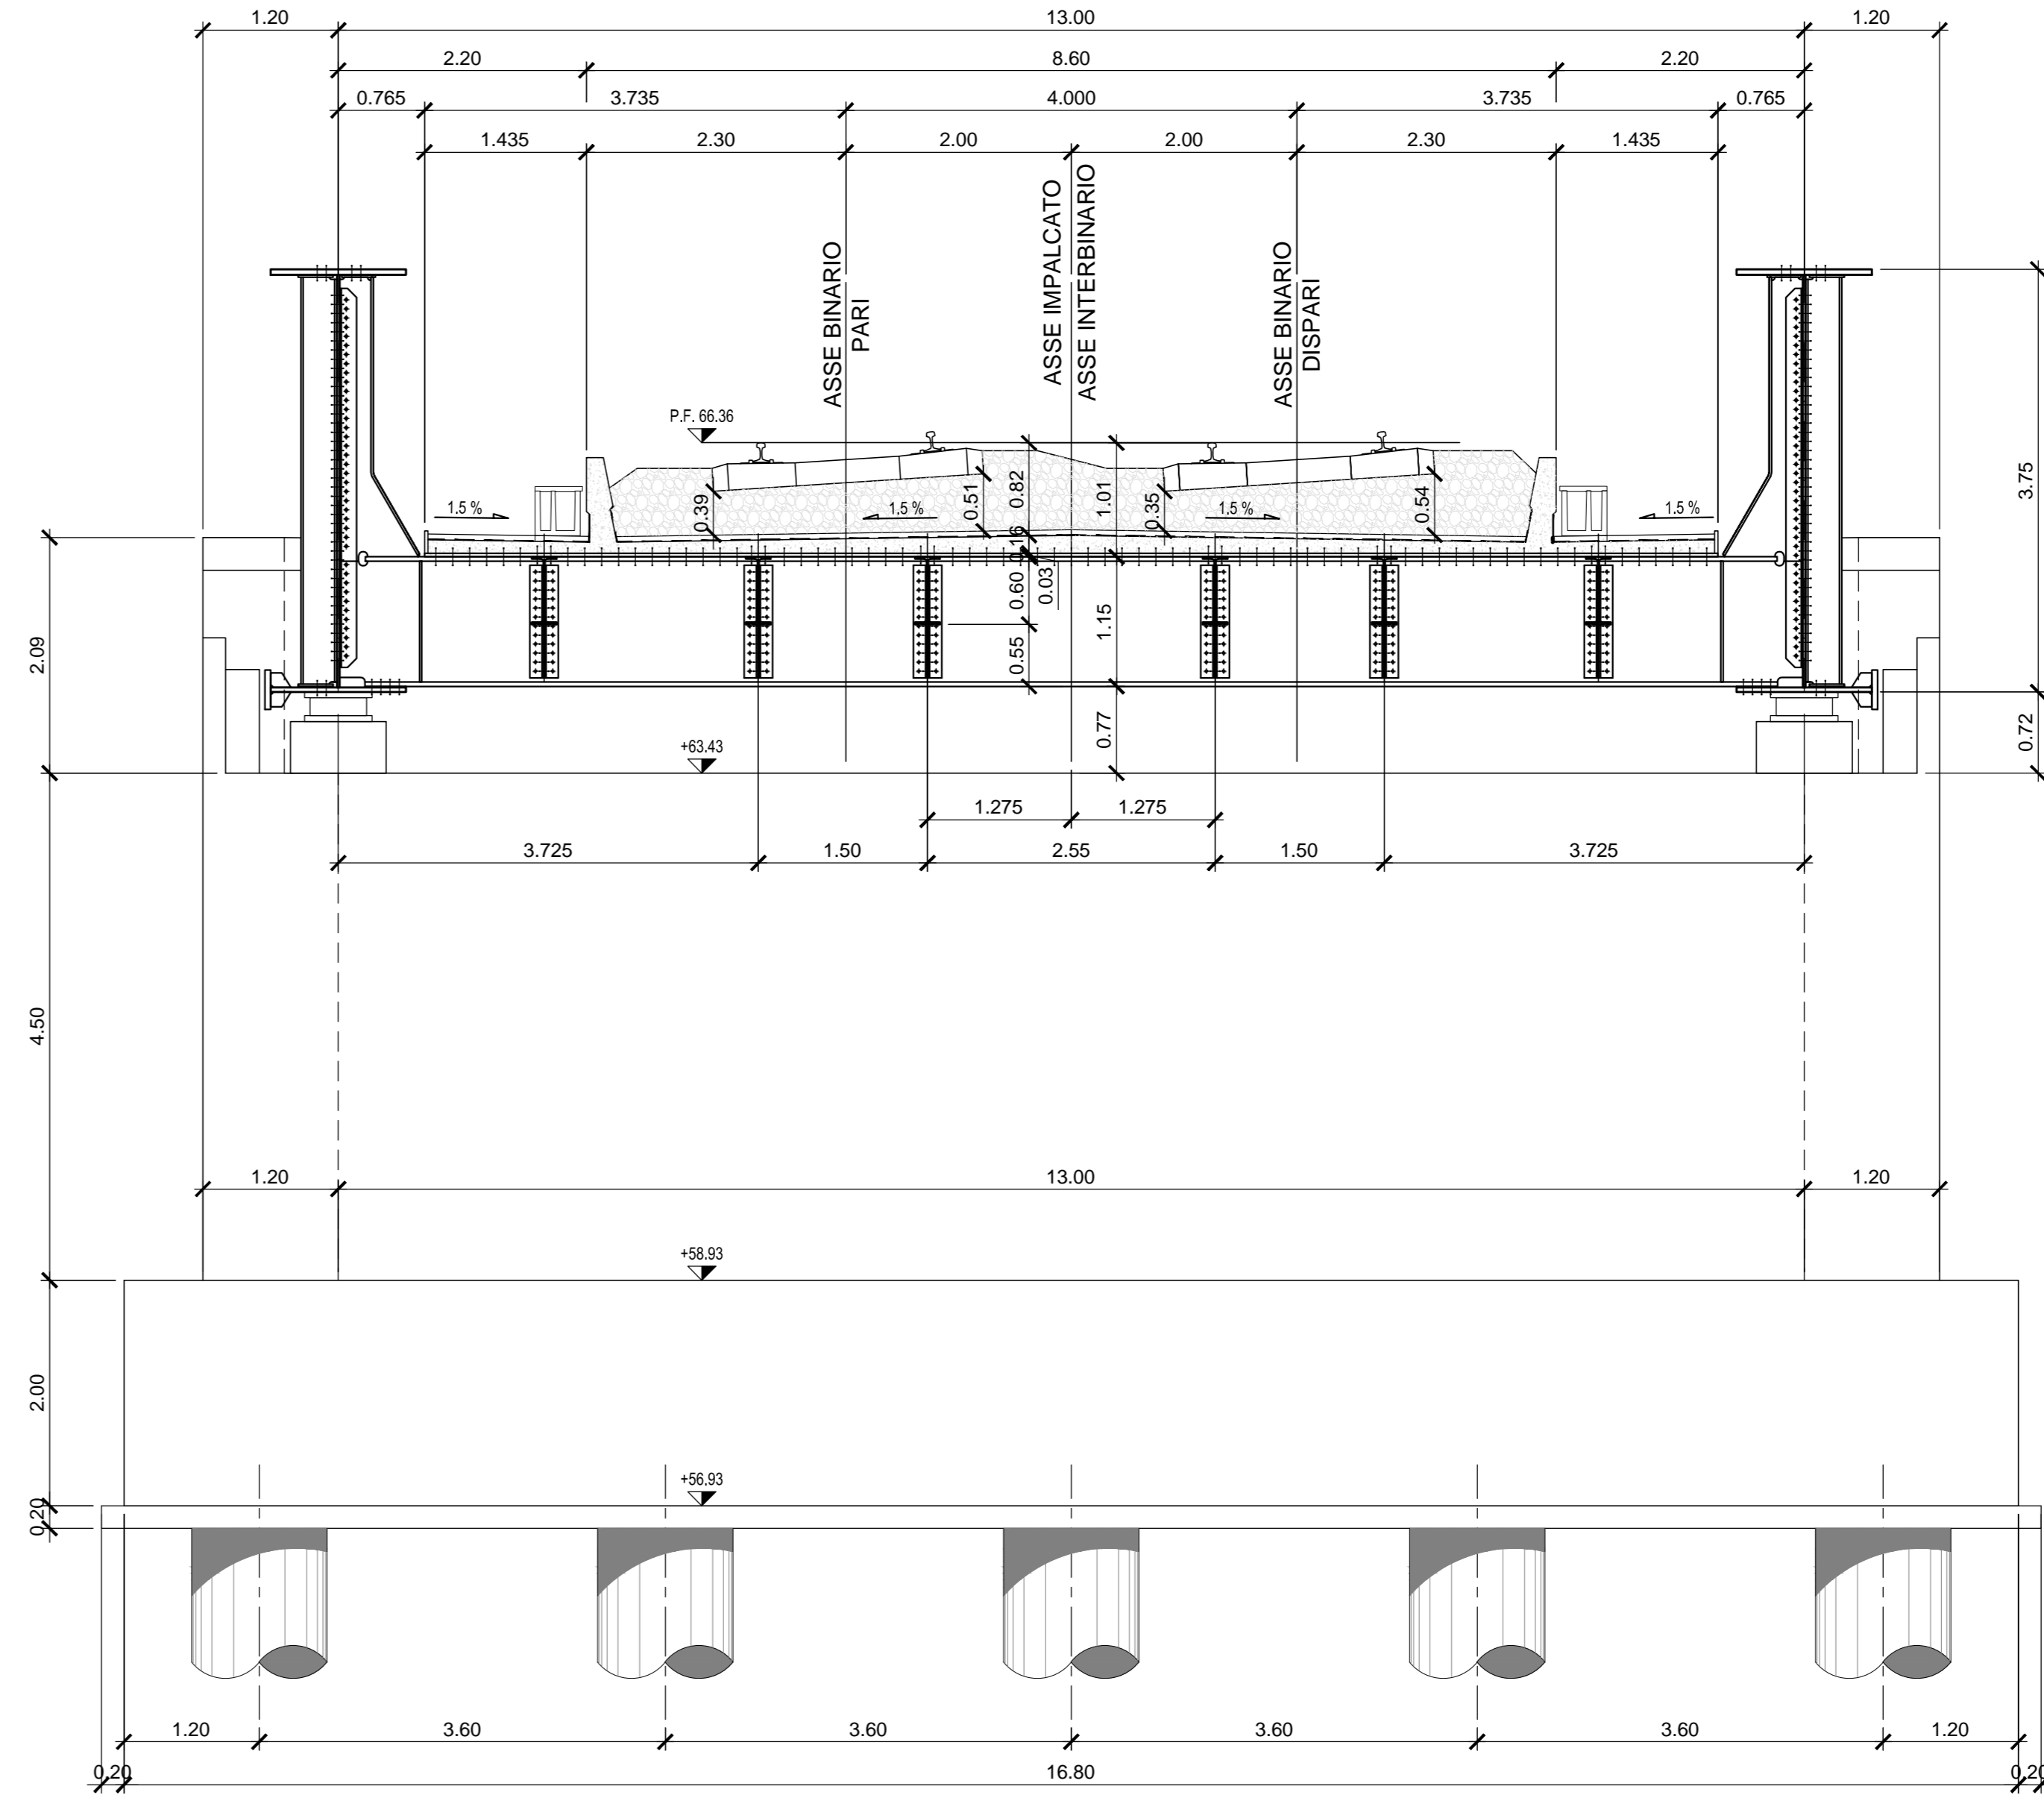 1.20 13.00 1.20
2.20 8.60 2.20
0.765 3.735 4.000 3.735 0.765
1.435 2.30 2.00 2.00 2.30 1.435
ASSE BINARIO
PARI
ASSE IMPALCATO
ASSE INTERBINARIO
ASSE BINARIO
DISPARI
P.F. 66.36
3.75
0.39
0.51
0.82
1.01
0.35
0.54
1.5 %
1.5 %
1.5 %
1.5 %
0.16
0.60
0.03
1.15
0.55
2.09
0.77
0.72
+63.43
1.275 1.275
3.725 1.50 2.55 1.50 3.725
4.50
1.20 13.00 1.20
+58.93
2.00
+56.93
0.20
1.20 3.60 3.60 3.60 3.60 1.20
0.20 16.80 0.20